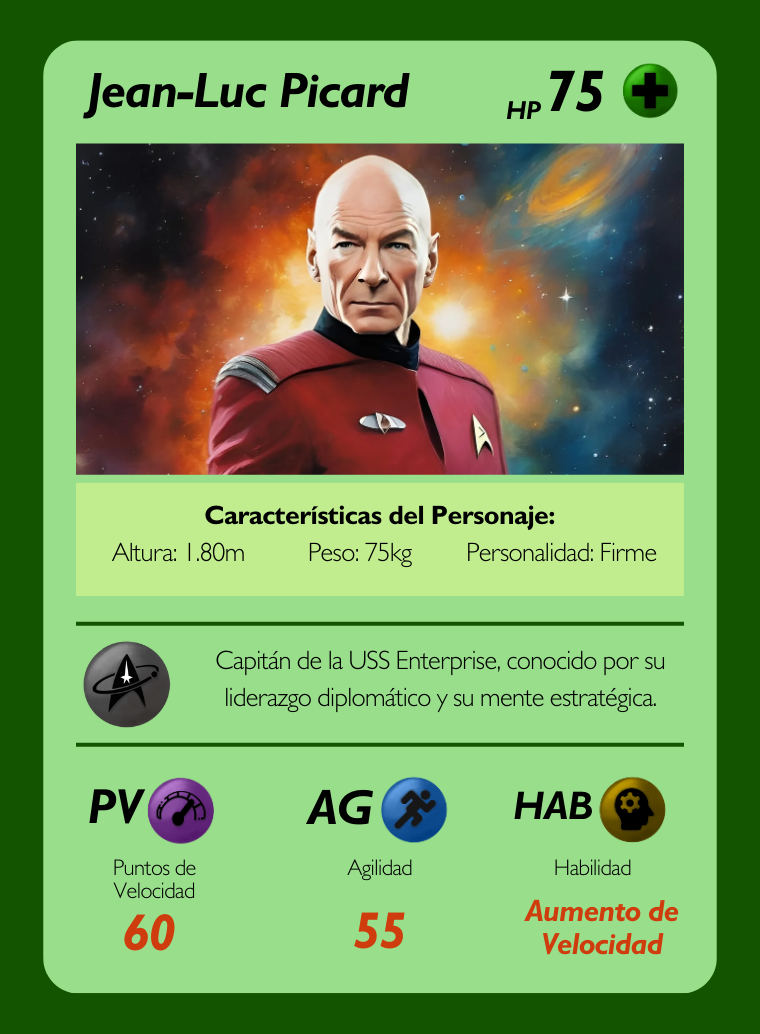 Jean-Luc Picard
HP 75
Características del Personaje:
Altura: 1.80m Peso: 75kg Personalidad: Firme
Capitán de la USS Enterprise, conocido por su
liderazgo diplomático y su mente estratégica.
PV AG HAB
Puntos de
Velocidad
Agilidad
Habilidad
60
55
Aumento de
Velocidad